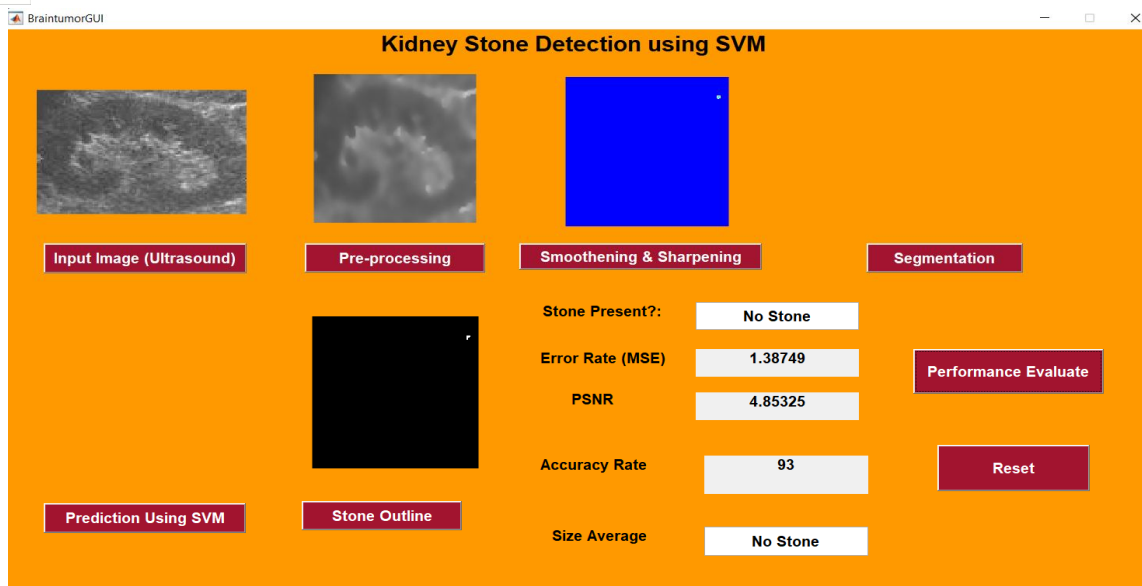 BraintumorGUI
Kidney Stone Detection using SVM
Input Image (Ultrasound)
Pre-processing
Smoothening & Sharpening
Segmentation
Stone Present?:
No Stone
Error Rate (MSE)
1.38749
Performance Evaluate
PSNR
4.85325
Accuracy Rate
93
Reset
Prediction Using SVM
Stone Outline
Size Average
No Stone